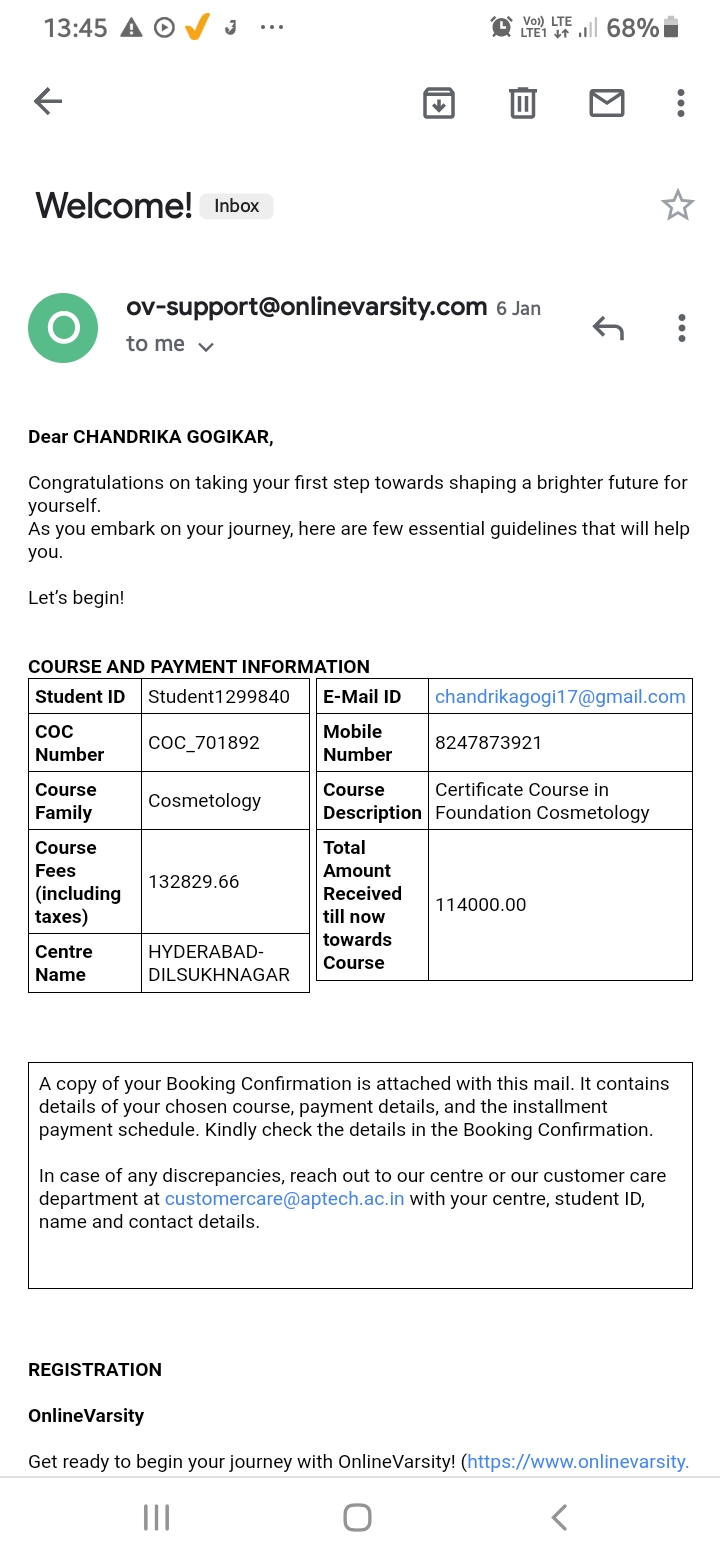 13:45
Vo) LTE
LTE1
68%
Welcome! Inbox
ov-support@onlinevarsity.com 6 Jan
to me
Dear CHANDRIKA GOGIKAR,
Congratulations on taking your first step towards shaping a brighter future for
yourself.
As you embark on your journey, here are few essential guidelines that will help
you.
Let’s begin!
COURSE AND PAYMENT INFORMATION
Student ID Student1299840
COC
Number COC_701892
Course
Family Cosmetology
Course
Fees
(including
taxes) 132829.66
Centre
Name HYDERABAD-
DILSUKHNAGAR
E-Mail ID chandrikagogi17@gmail.com
Mobile
Number 8247873921
Course
Description Certificate Course in
Foundation Cosmetology
Total
Amount
Received
till now
towards
Course 114000.00
A copy of your Booking Confirmation is attached with this mail. It contains
details of your chosen course, payment details, and the installment
payment schedule. Kindly check the details in the Booking Confirmation.
In case of any discrepancies, reach out to our centre or our customer care
department at customercare@aptech.ac.in with your centre, student ID,
name and contact details.
REGISTRATION
OnlineVarsity
Get ready to begin your journey with OnlineVarsity! (https://www.onlinevarsity.